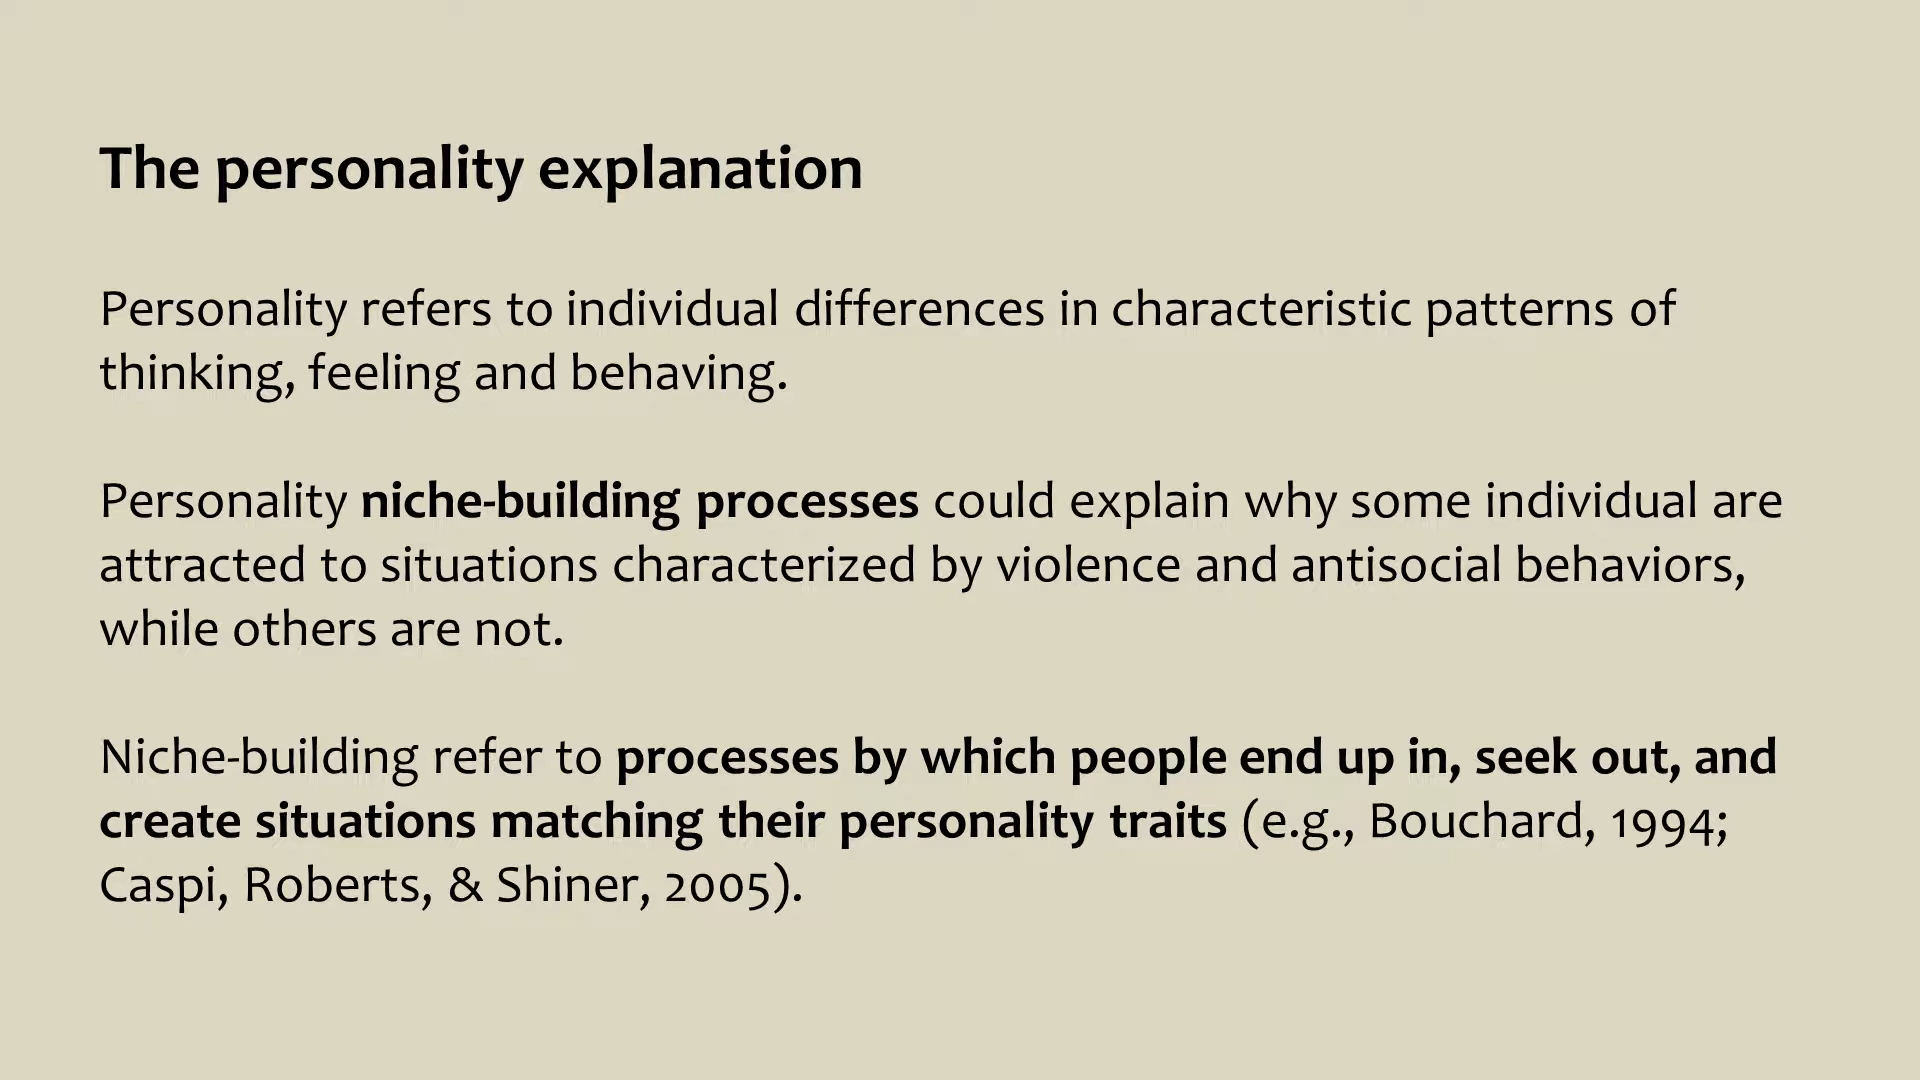 The personality explanation
Personality refers to individual differences in characteristic patterns of
thinking, feeling and behaving.
Personality niche-building processes could explain why some individual are
attracted to situations characterized by violence and antisocial behaviors,
while others are not.
Niche-building refer to processes by which people end up in, seek out, and
create situations matching their personality traits (e.g., Bouchard, 1994;
Caspi, Roberts, & Shiner, 2005).